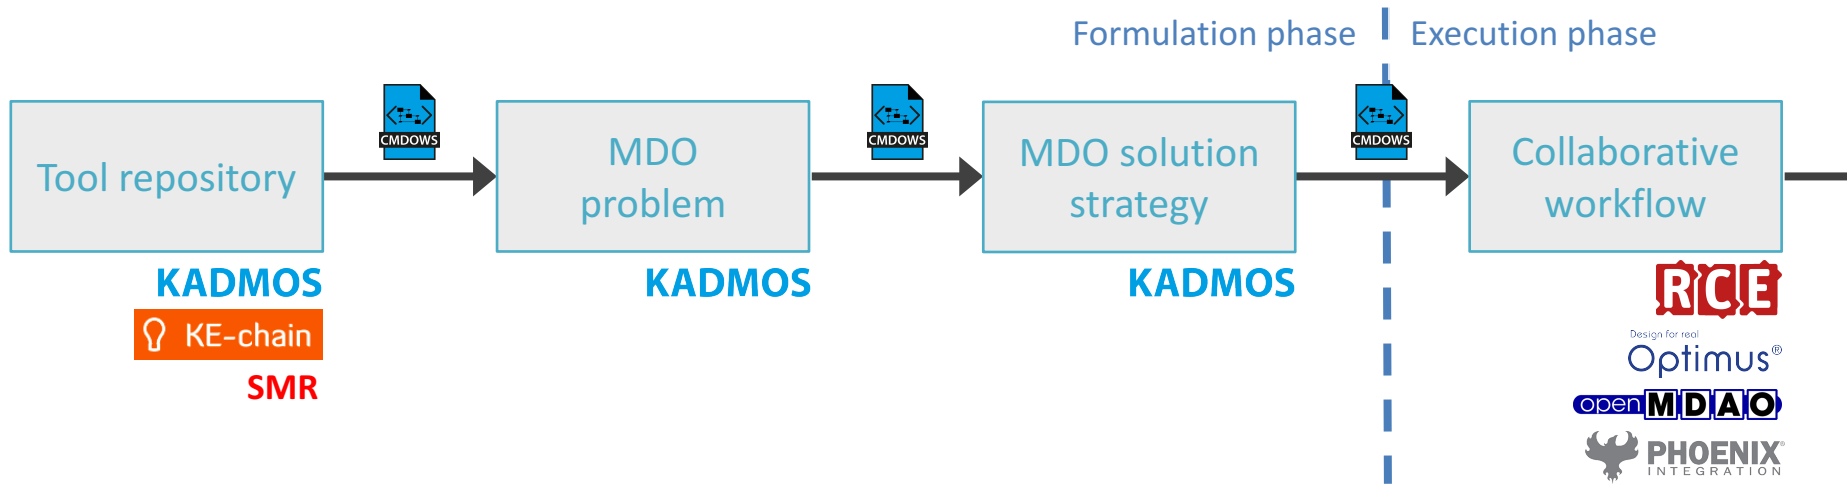 Formulation phase
Execution phase
CMDOWS
CMDOWS
CMDOWS
Tool repository
MDO
problem
MDO solution
strategy
Collaborative
workflow
KADMOS
KE-chain
SMR
KADMOS
KADMOS
RCE
Design for real
Optimus®
openMDAO
PHOENIX®
INTEGRATION